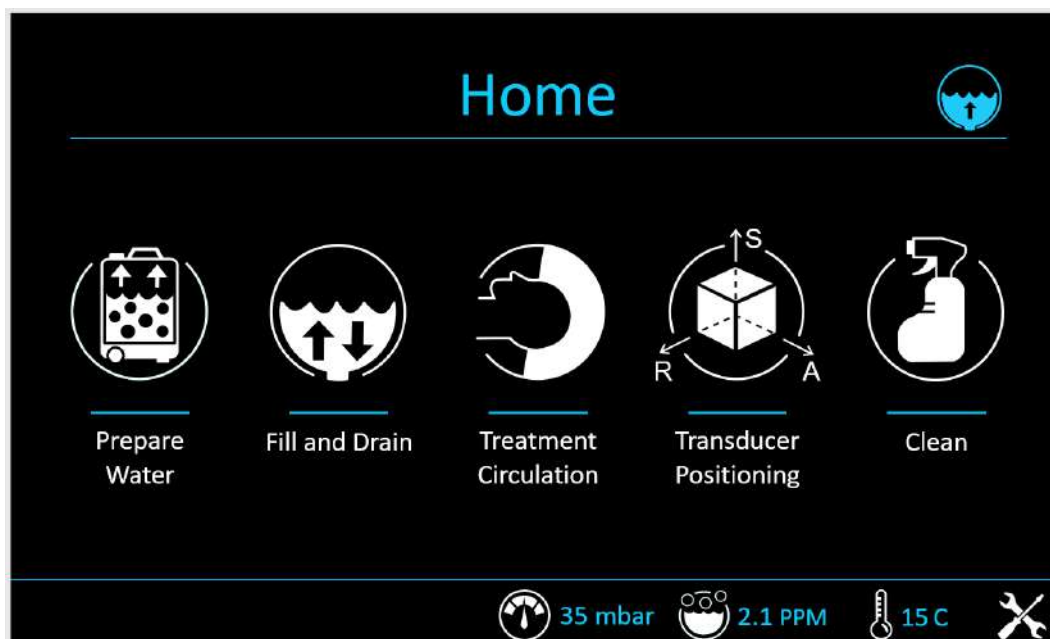 Home
S
R
A
Prepare
Water
Fill and Drain
Treatment
Circulation
Transducer
Positioning
Clean
35 mbar
2.1 PPM
15 C